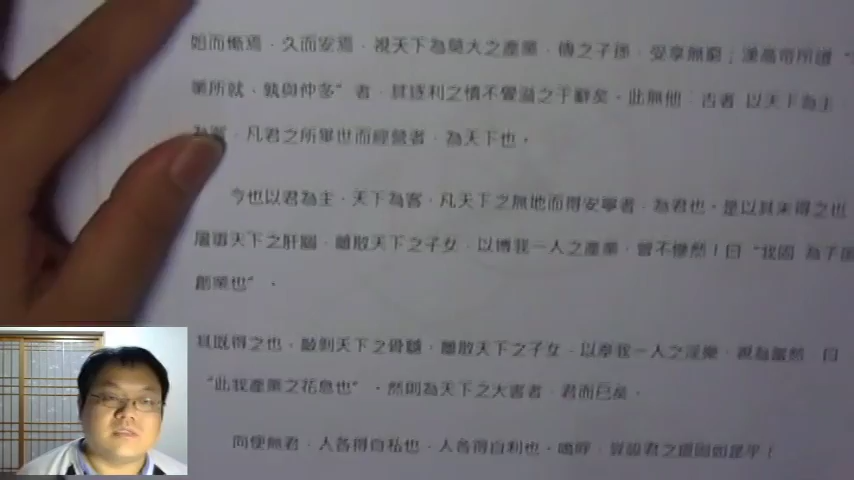 始而慚焉，久而安焉，視天下為莫大之產業，傳之子孫，受享無窮；漢高帝所謂“
業所就，孰與仲多”者，其逐利之情不覺溢之于辭矣。此無他，古者 以天下為主，
為客，凡君之所畢世而經營者，為天下也。
今也以君為主，天下為客，凡天下之無地而得安寧者，為君也。是以其未得之也
屠毒天下之肝腦，離散天下之子女，以博我一人之產業，曾不慘然！曰“我固 為子孫
創業也”。
其既得之也，敲剝天下之骨髓，離散天下之子女，以奉我一人之淫樂，視為當然 曰
“此我產業之花息也”。然則為天下之大害者，君而已矣。
向使無君，人各得自私也，人各得自利也。嗚呼，豈設君之道固如是乎！